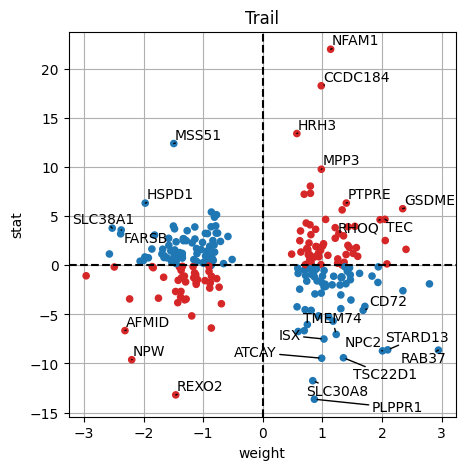 Trail
NFAM1
CCDC184
HRH3
MSS51
MPP3
HSPD1
PTPRE
GSDME
SLC38A1
RHOQ
TEC
FARSB
CD72
TMEM74
AFMID
ISX
NPC2
STARD13
NPW
ATCAY
RAB37
TSC22D1
REXO2
SLC30A8
PLPPR1
stat
20
15
10
5
0
−5
−10
−15
−3
−2
−1
0
1
2
3
weight